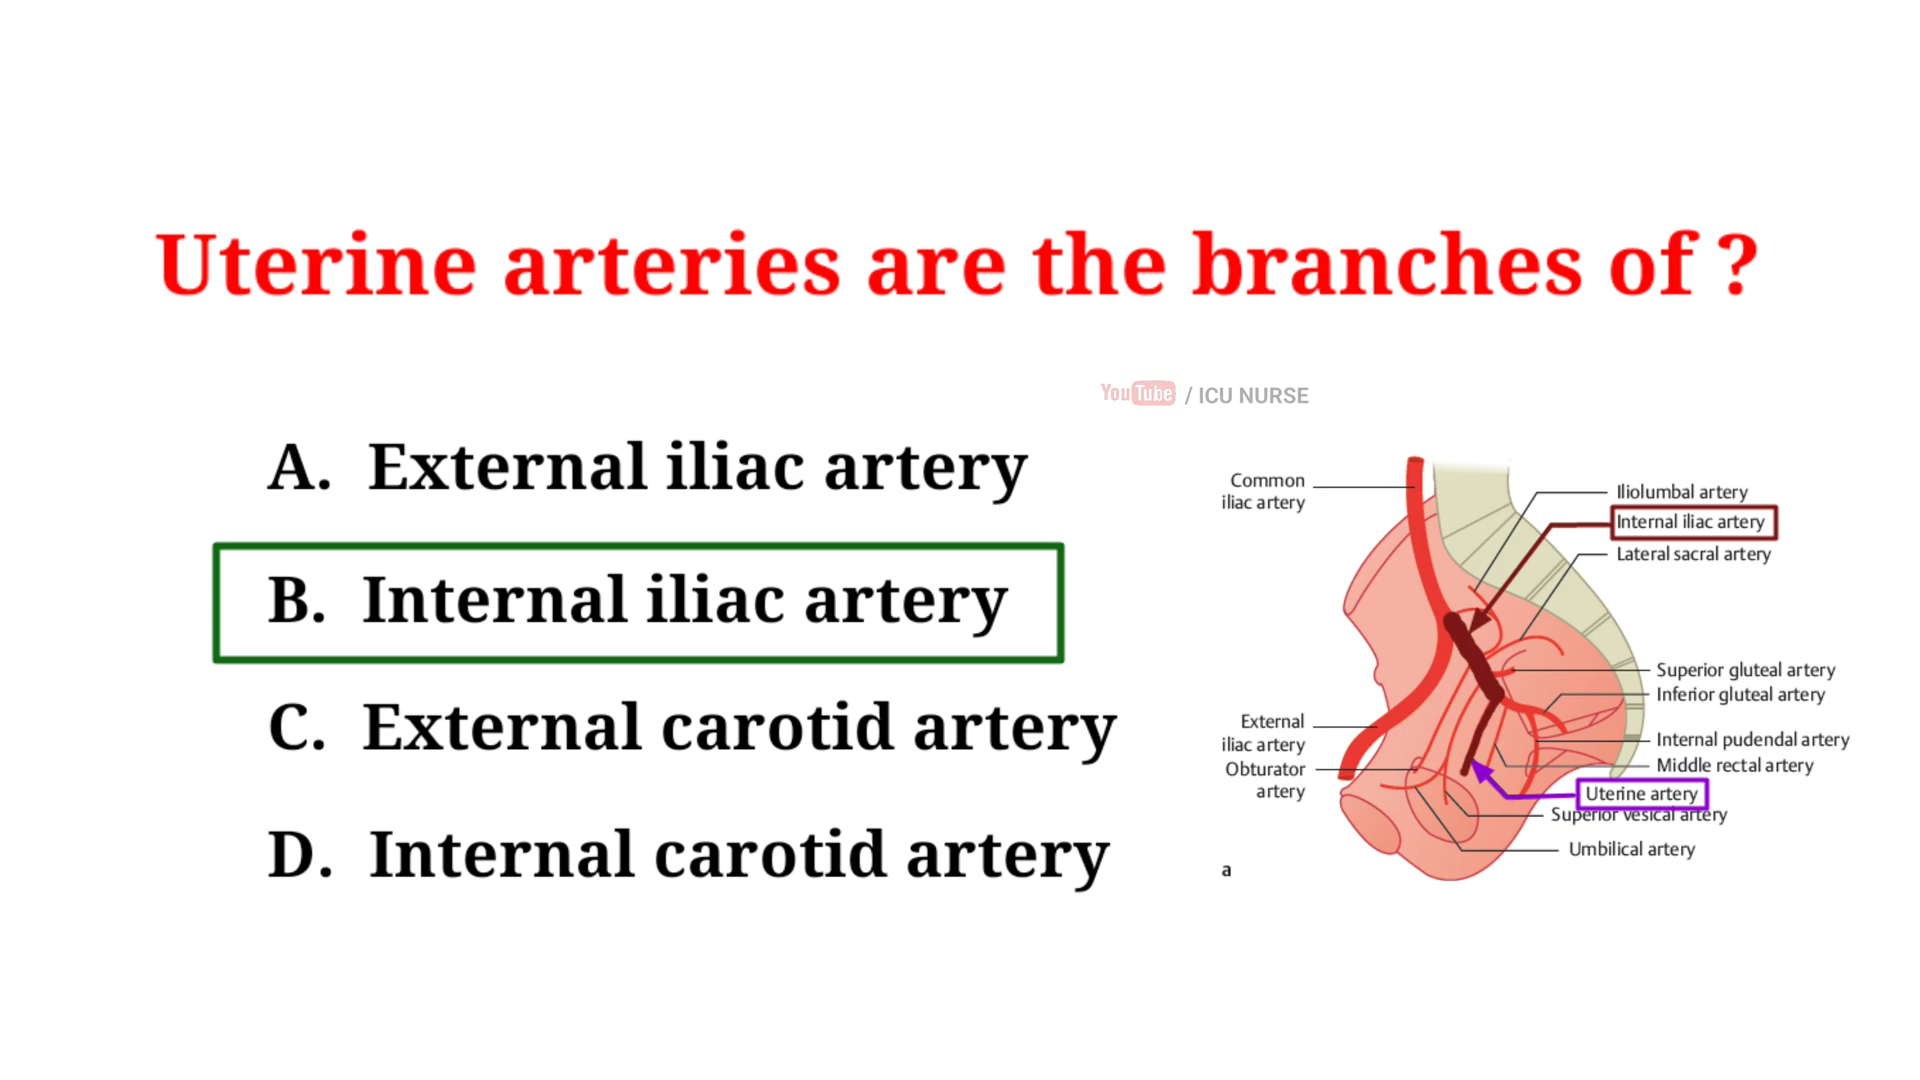 Uterine arteries are the branches of ?
YouTube / ICU NURSE
A. External iliac artery
B. Internal iliac artery
C. External carotid artery
D. Internal carotid artery
Common
iliac artery
External
iliac artery
Obturator
artery
a
Iliolumbal artery
Internal iliac artery
Lateral sacral artery
Superior gluteal artery
Inferior gluteal artery
Internal pudendal artery
Middle rectal artery
Uterine artery
Superior vesical artery
Umbilical artery